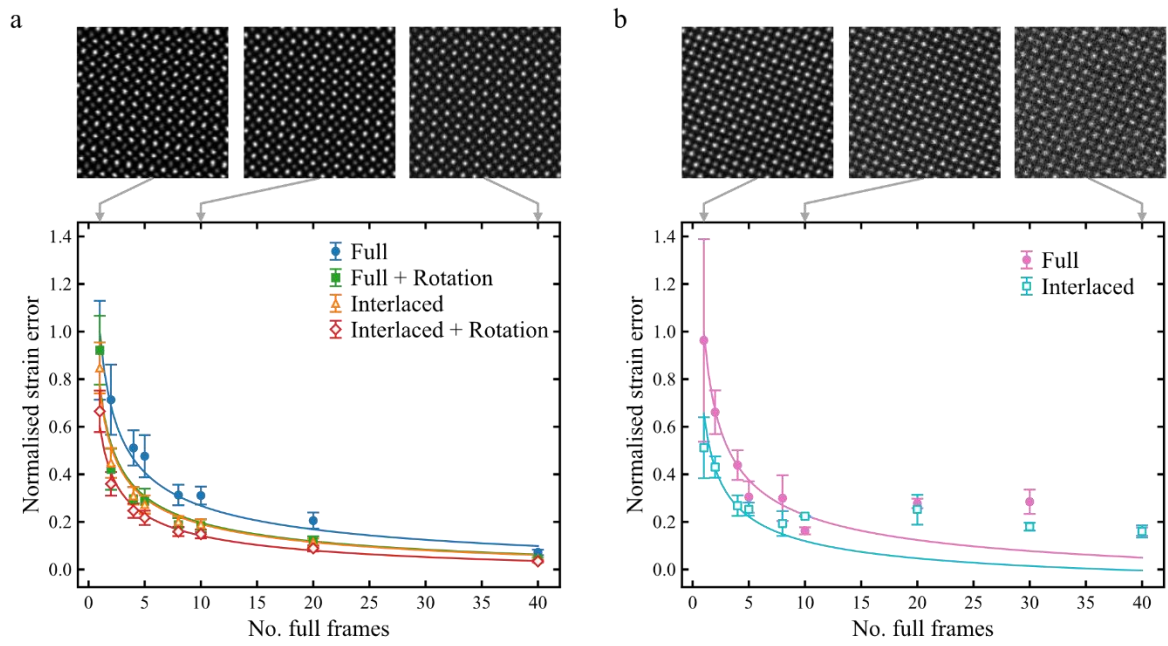 a
1.4
1.2
1.0
0.8
0.6
0.4
0.2
0.0
Normalised strain error
Full
Full + Rotation
Interlaced
Interlaced + Rotation
0 5 10 15 20 25 30 35 40
No. full frames
b
1.4
1.2
1.0
0.8
0.6
0.4
0.2
0.0
Normalised strain error
Full
Interlaced
0 5 10 15 20 25 30 35 40
No. full frames